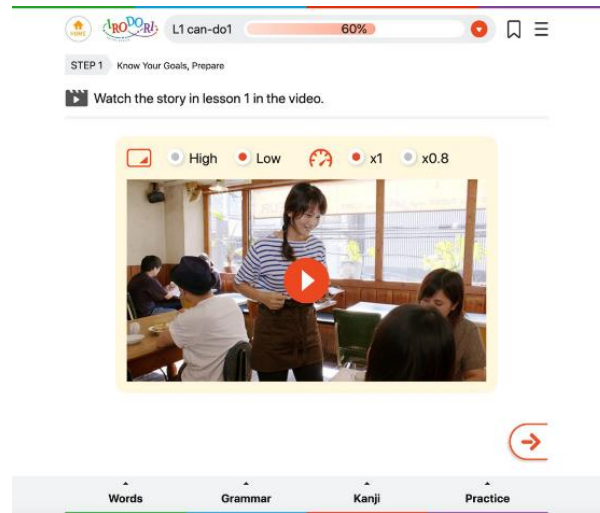 HOME IRODORI L1 can-do1 60%
STEP 1 Know Your Goals, Prepare
Watch the story in lesson 1 in the video.
High Low x1 x0.8
Words Grammar Kanji Practice